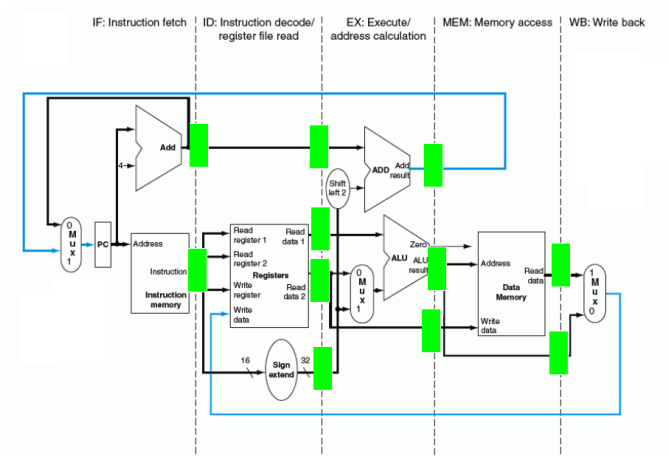 IF: Instruction fetch
ID: Instruction decode/
register file read
EX: Execute/
address calculation
MEM: Memory access
WB: Write back
Add
4
ADD
Add
result
Shift
left 2
0
M
u
x
1
PC
Address
Instruction
Instruction
memory
Read
register 1
Read
register 2
Write
register
Write
data
Registers
Read
data 1
Read
data 2
0
M
u
x
1
Zero
ALU
ALU
result
Address
Data
Memory
Read
data
Write
data
1
M
u
x
0
16
Sign
extend
32